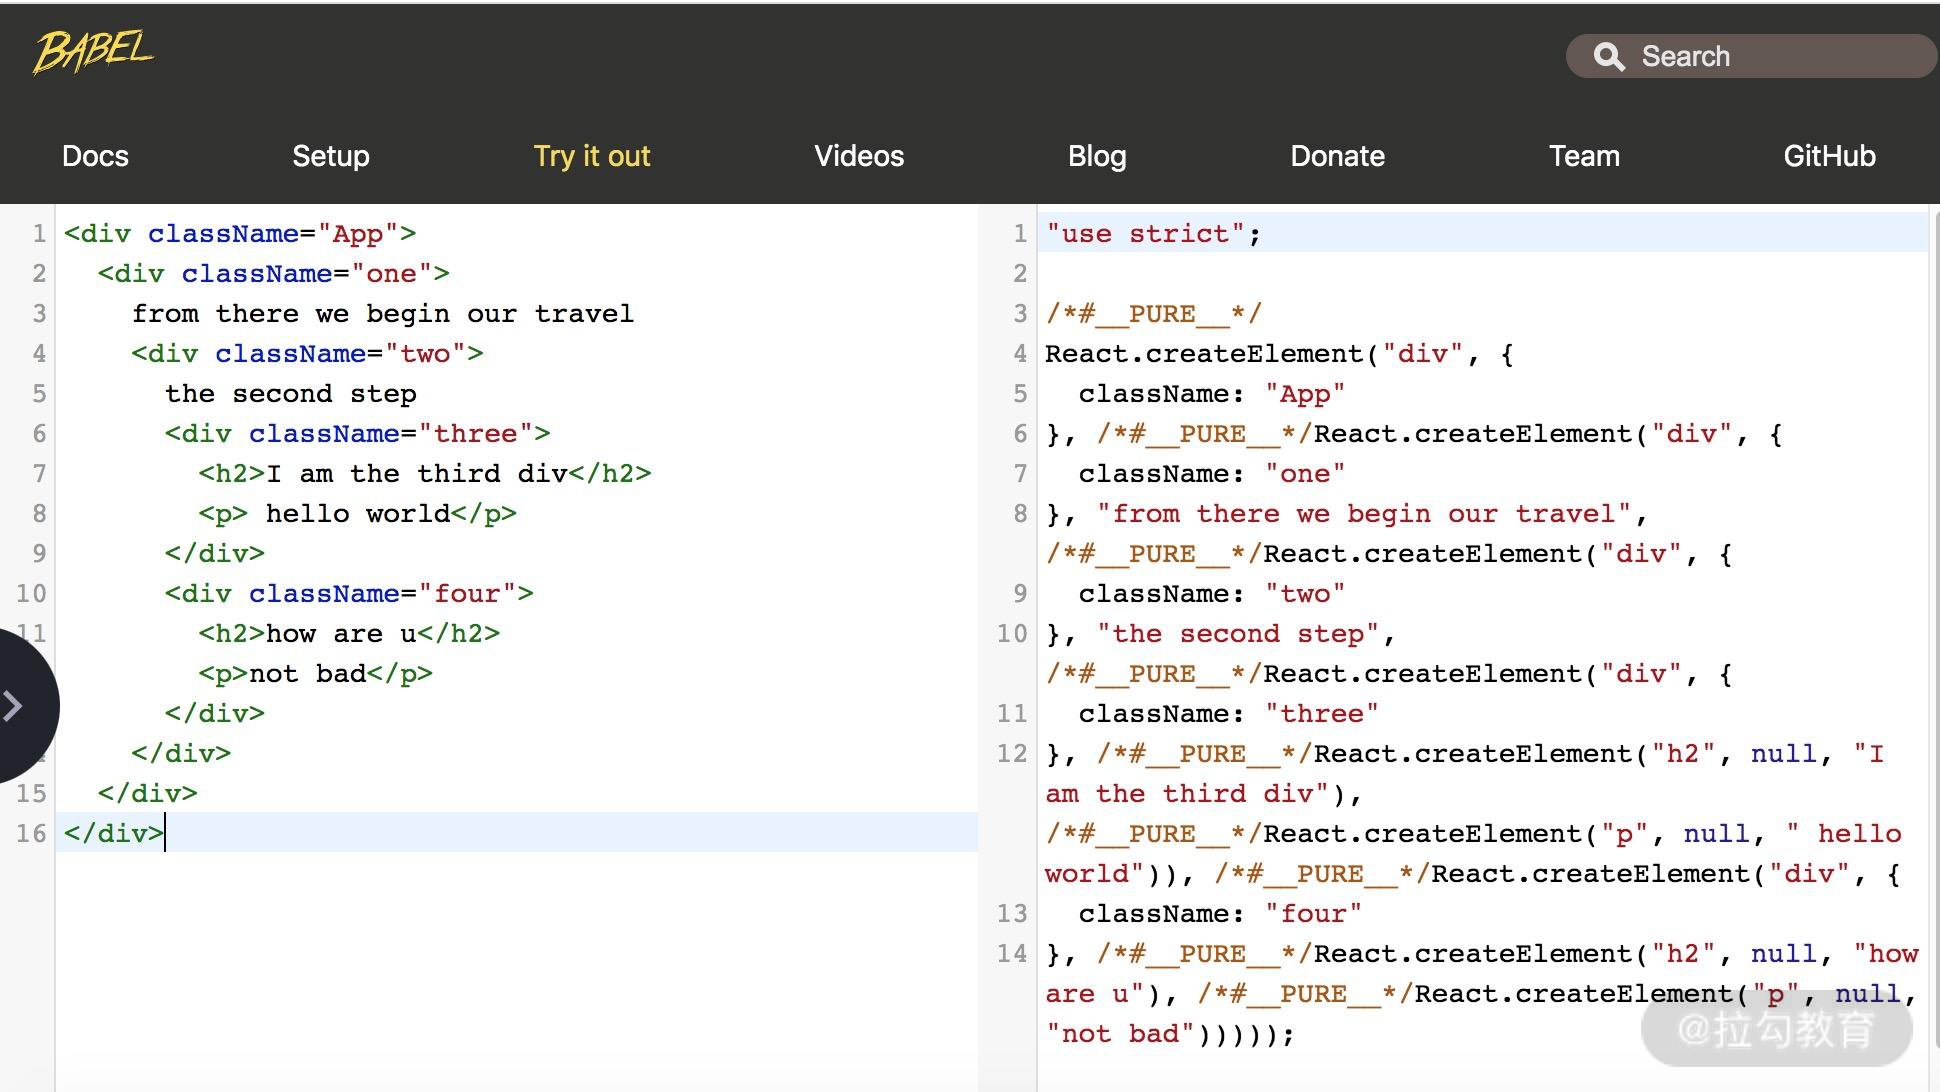 BABEL
Search
Docs Setup Try it out Videos Blog Donate Team GitHub
1 <div className="App">
2   <div className="one">
3     from there we begin our travel
4     <div className="two">
5       the second step
6       <div className="three">
7         <h2>I am the third div</h2>
8         <p> hello world</p>
9       </div>
10       <div className="four">
11         <h2>how are u</h2>
        <p>not bad</p>
      </div>
    </div>
15   </div>
16 </div>
1 "use strict";
2
3 /*#__PURE__*/
4 React.createElement("div", {
5   className: "App"
6 }, /*#__PURE__*/React.createElement("div", {
7   className: "one"
8 }, "from there we begin our travel",
/*#__PURE__*/React.createElement("div", {
9   className: "two"
10 }, "the second step",
/*#__PURE__*/React.createElement("div", {
11   className: "three"
12 }, /*#__PURE__*/React.createElement("h2", null, "I
am the third div"),
/*#__PURE__*/React.createElement("p", null, " hello
world")), /*#__PURE__*/React.createElement("div", {
13   className: "four"
14 }, /*#__PURE__*/React.createElement("h2", null, "how
are u"), /*#__PURE__*/React.createElement("p", null,
"not bad")))));
@拉勾教育